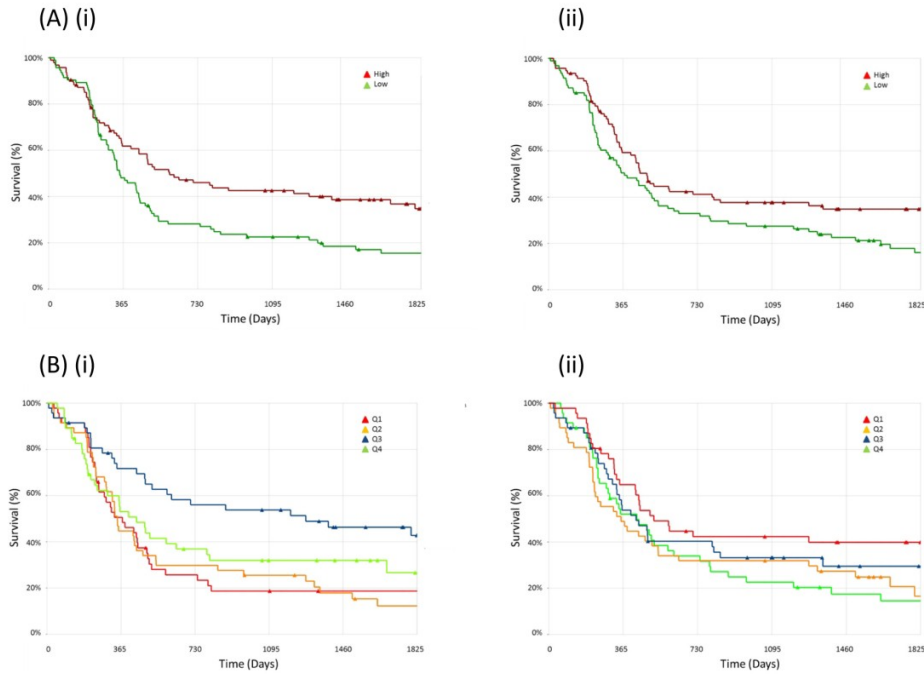 (A) (i)
(ii)
100%
80%
60%
40%
20%
0%
Survival (%)
High
Low
0 365 730 1095 1460 1825
Time (Days)
100%
80%
60%
40%
20%
0%
Survival (%)
High
Low
0 365 730 1095 1460 1825
Time (Days)
(B) (i)
(ii)
100%
80%
60%
40%
20%
0%
Survival (%)
Q1
Q2
Q3
Q4
0 365 730 1095 1460 1825
Time (Days)
100%
80%
60%
40%
20%
0%
Survival (%)
Q1
Q2
Q3
Q4
0 365 730 1095 1460 1825
Time (Days)